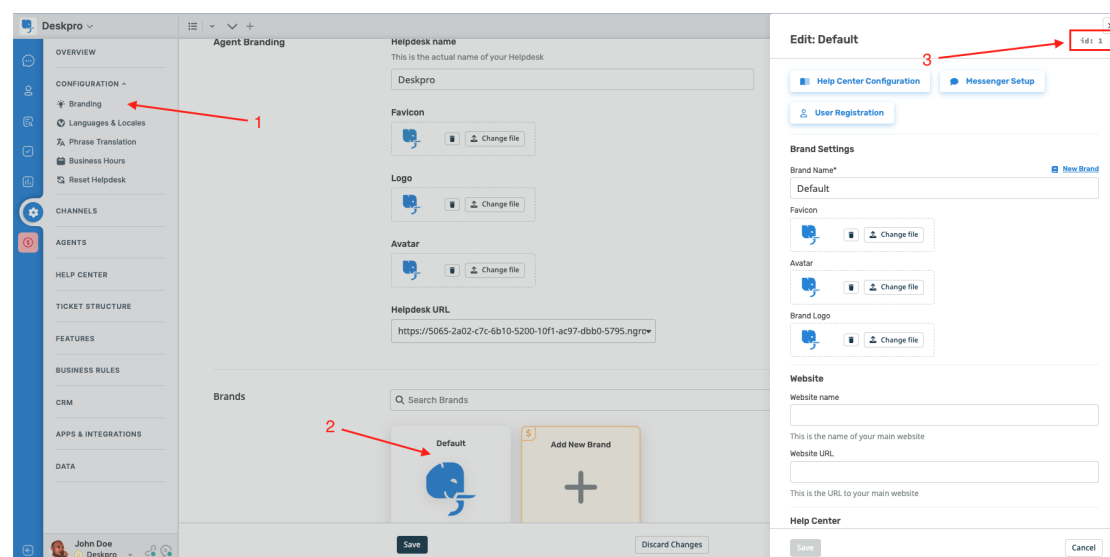 Deskpro
OVERVIEW
CONFIGURATION
Branding
Languages & Locales
Phrase Translation
Business Hours
Reset Helpdesk
CHANNELS
AGENTS
HELP CENTER
TICKET STRUCTURE
FEATURES
BUSINESS RULES
CRM
APPS & INTEGRATIONS
DATA
John Doe
Deskpro
1
Agent Branding
Helpdesk name
This is the actual name of your Helpdesk
Deskpro
Favicon
Change file
Logo
Change file
Avatar
Change file
Helpdesk URL
https://5065-2a02-c7c-6b10-5200-10f1-ac97-dbb0-5795.ngro
Brands
Search Brands
2
Default
$
Add New Brand
Save
Discard Changes
Edit: Default
id: 1
3
Help Center Configuration
Messenger Setup
User Registration
Brand Settings
Brand Name*
New Brand
Default
Favicon
Change file
Avatar
Change file
Brand Logo
Change file
Website
Website name
This is the name of your main website
Website URL
This is the URL to your main website
Help Center
Save
Cancel